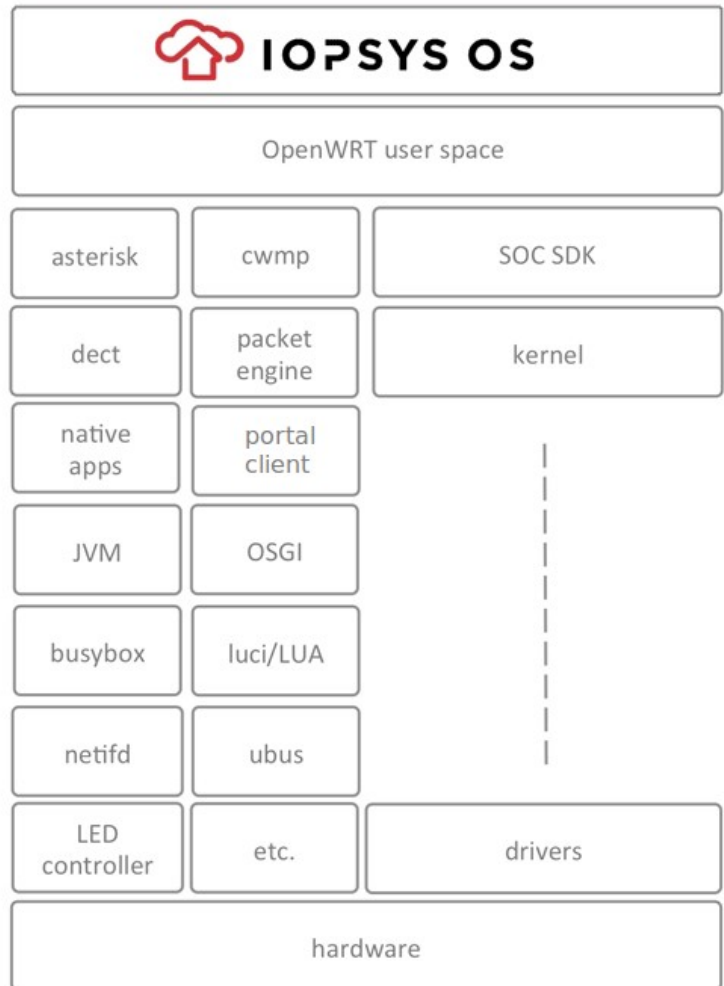 IOPSYS OS
OpenWRT user space
asterisk
cwmp
SOC SDK
dect
packet
engine
kernel
native
apps
portal
client
JVM
OSGI
busybox
luci/LUA
netifd
ubus
LED
controller
etc.
drivers
hardware